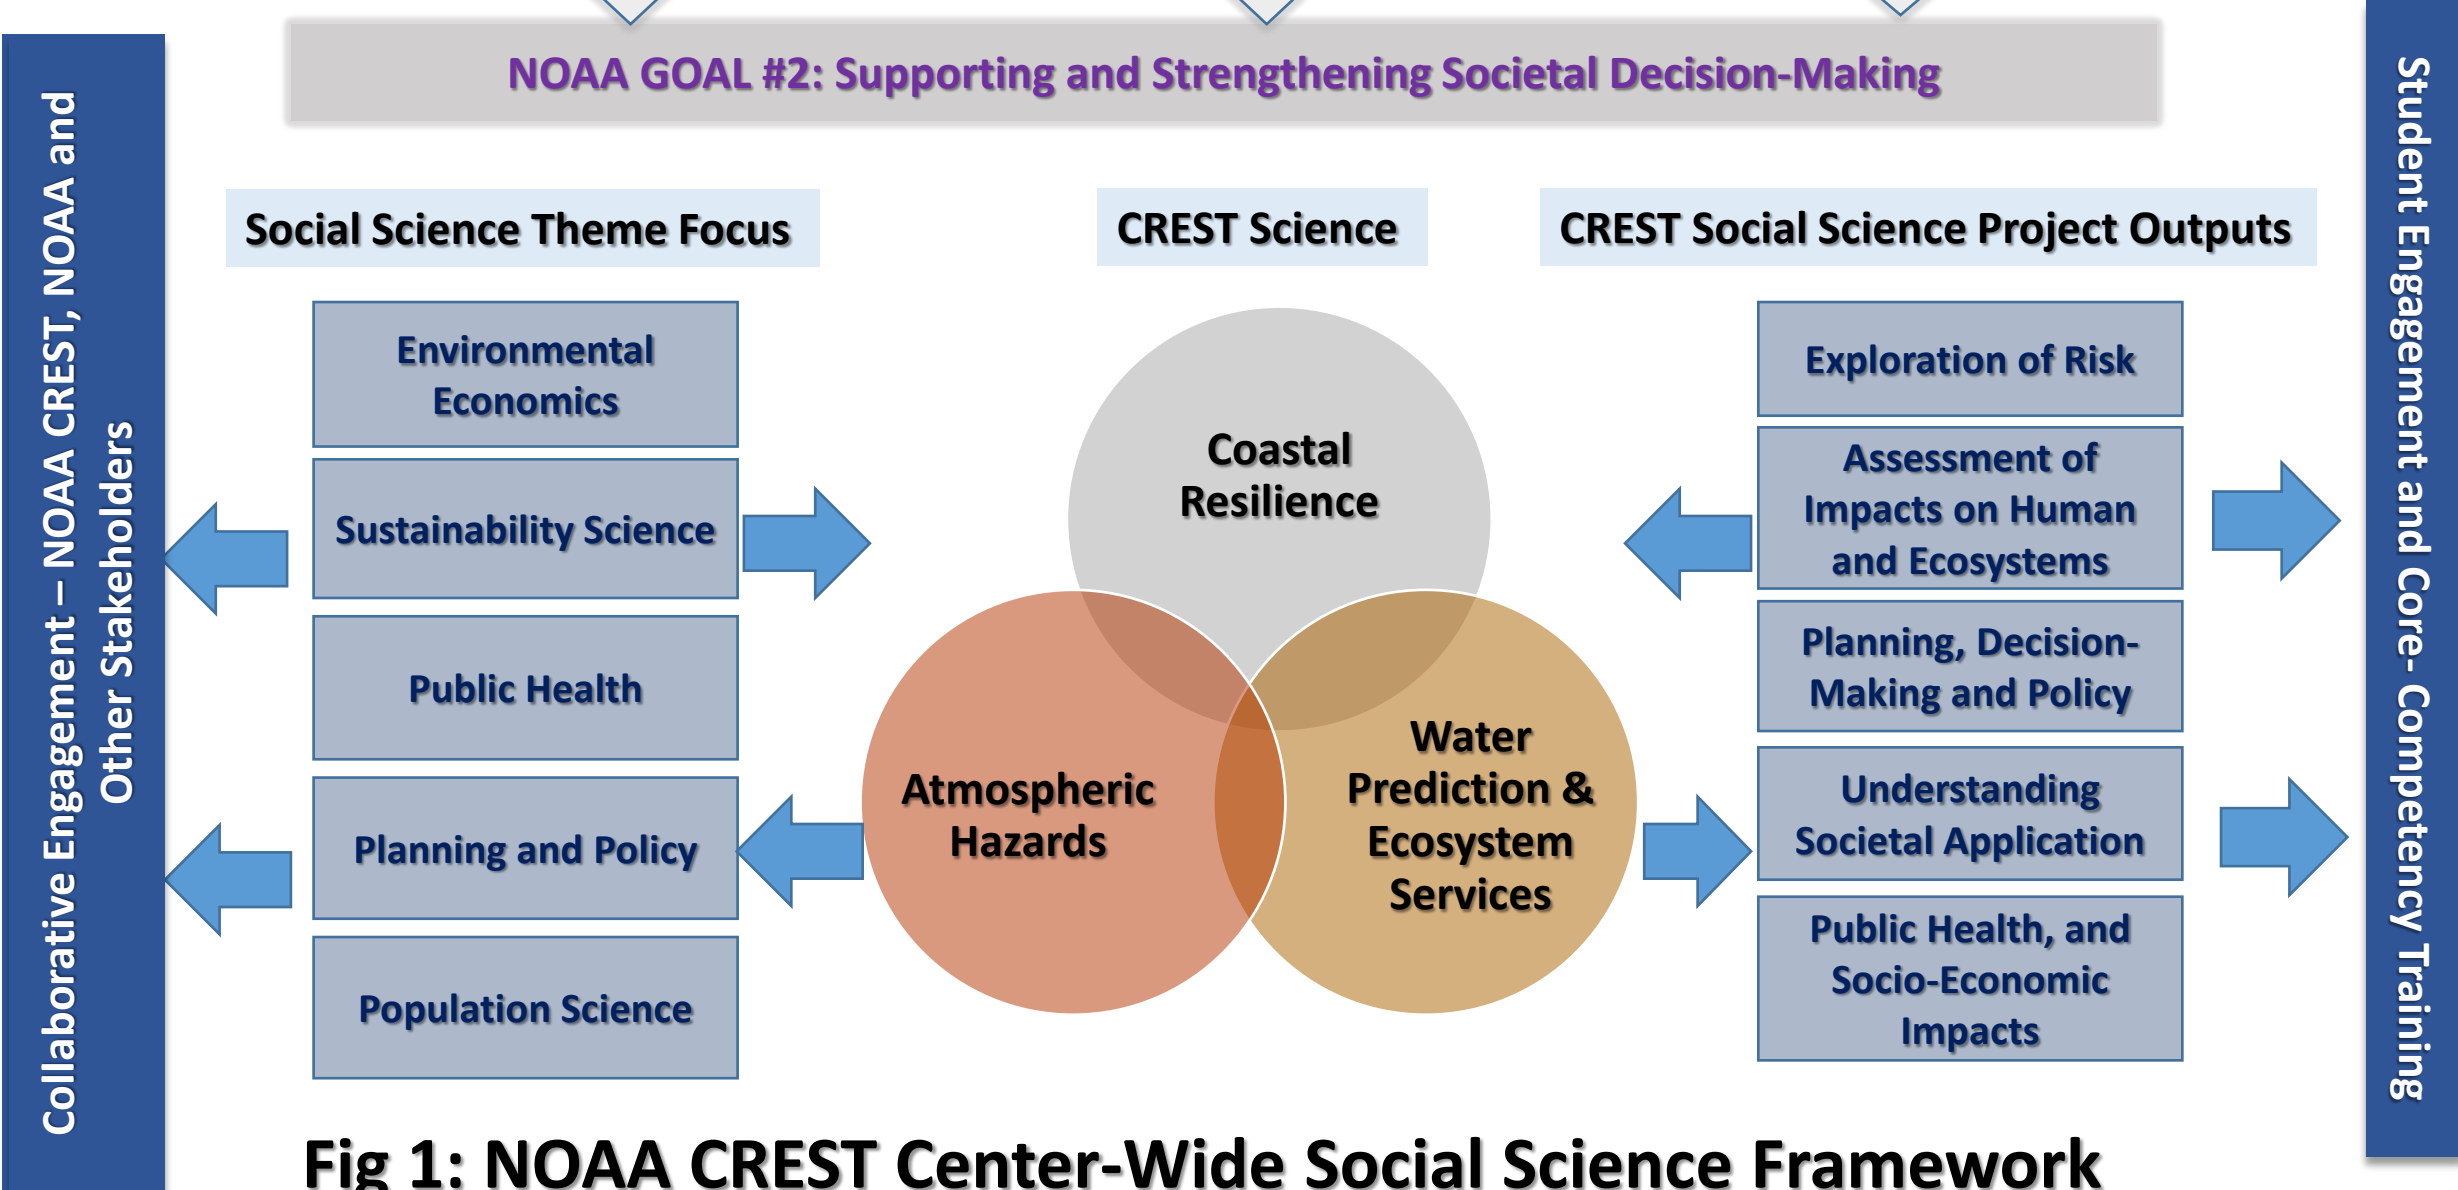 NOAA GOAL #2: Supporting and Strengthening Societal Decision-Making
Collaborative Engagement – NOAA CREST, NOAA and
Other Stakeholders
Social Science Theme Focus
Environmental
Economics
Sustainability Science
Public Health
Planning and Policy
Population Science
CREST Science
Coastal
Resilience
Atmospheric
Hazards
Water
Prediction &
Ecosystem
Services
CREST Social Science Project Outputs
Exploration of Risk
Assessment of
Impacts on Human
and Ecosystems
Planning, Decision-
Making and Policy
Understanding
Societal Application
Public Health, and
Socio-Economic
Impacts
Student Engagement and Core- Competency Training
Fig 1: NOAA CREST Center-Wide Social Science Framework